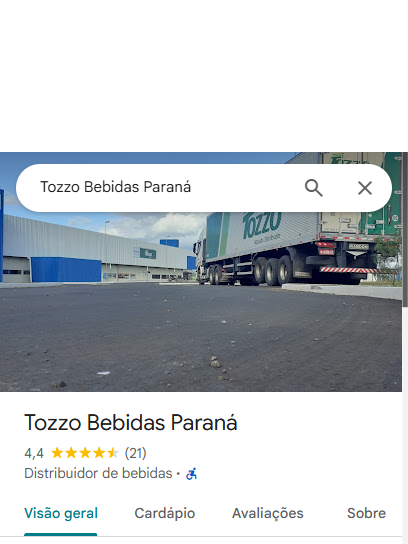 Tozzo Bebidas Paraná
TOZZO
Tozzo Bebidas Paraná
4,4 (21)
Distribuidor de bebidas ·
Visão geral
Cardápio
Avaliações
Sobre